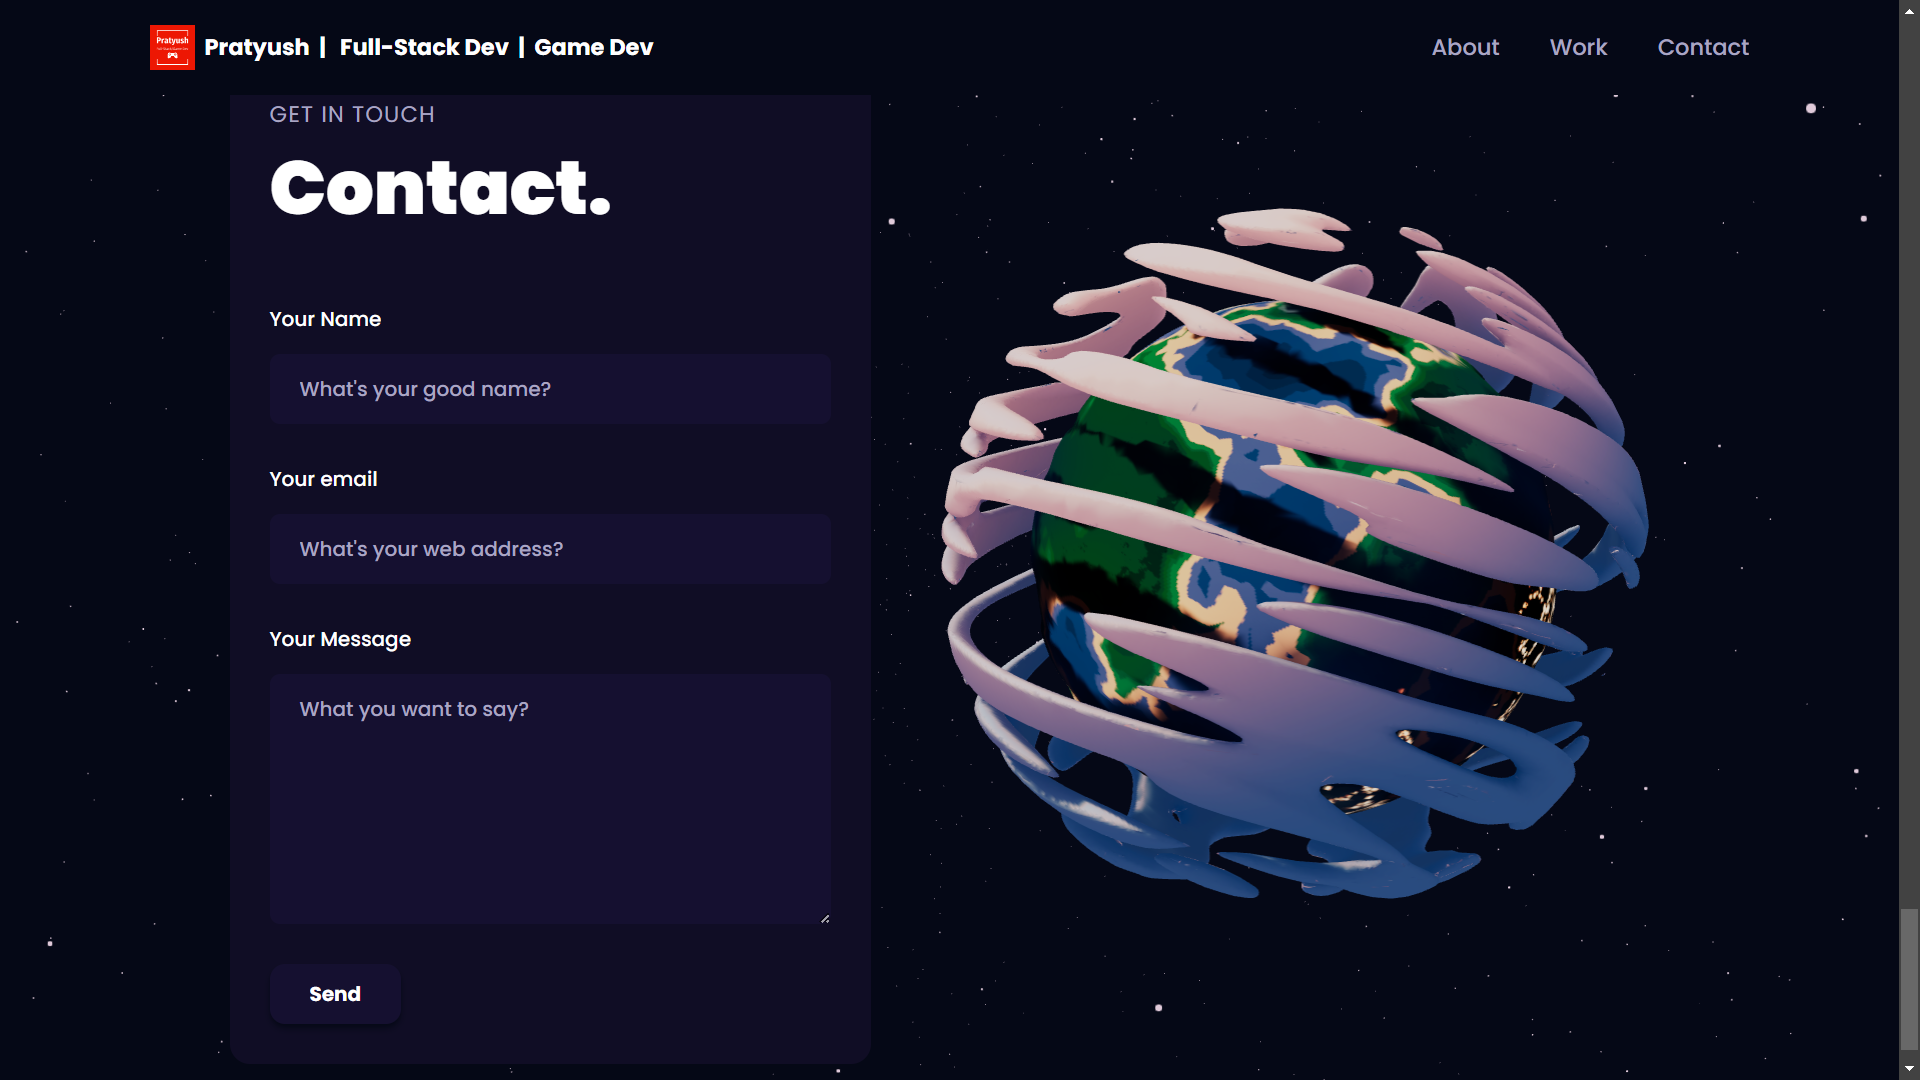 Pratyush
Pratyush | Full-Stack Dev | Game Dev
About
Work
Contact
GET IN TOUCH
Contact.
Your Name
What's your good name?
Your email
What's your web address?
Your Message
What you want to say?
Send